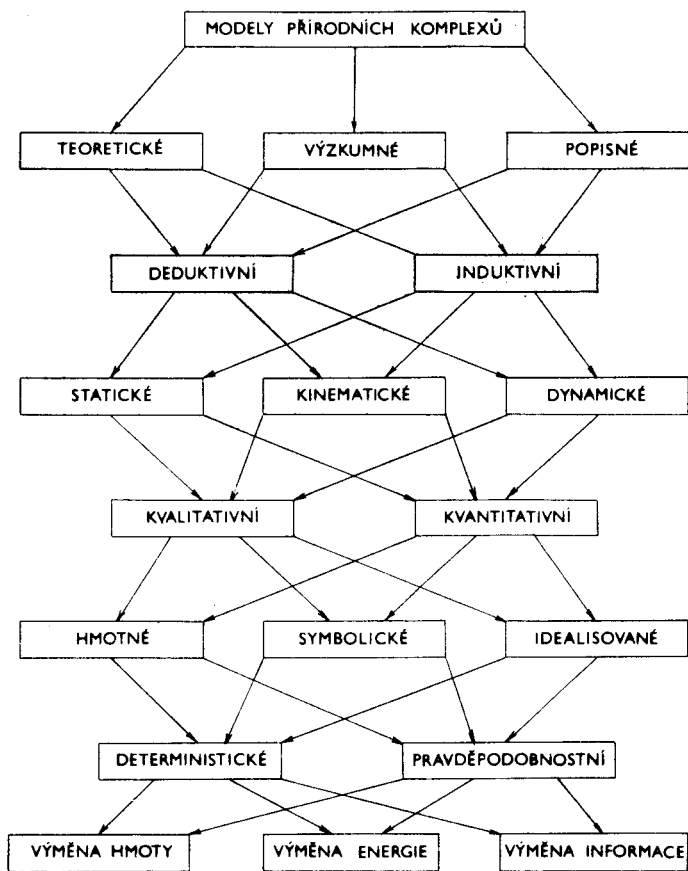 MODELY PŘÍRODNÍCH KOMPLEXŮ
TEORETICKÉ VÝZKUMNÉ POPISNÉ
DEDUKTIVNÍ INDUKTIVNÍ
STATICKÉ KINEMATICKÉ DYNAMICKÉ
KVALITATIVNÍ KVANTITATIVNÍ
HMOTNÉ SYMBOLICKÉ IDEALISOVANÉ
DETERMINISTICKÉ PRAVDĚPODOBNOSTNÍ
VÝMĚNA HMOTY VÝMĚNA ENERGIE VÝMĚNA INFORMACE